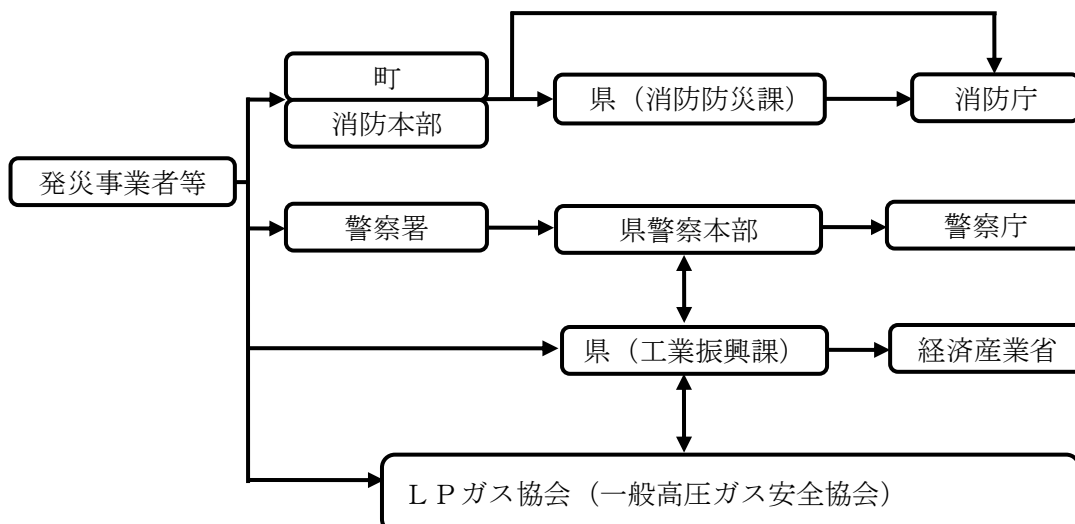 町
消防本部
県（消防防災課）
消防庁
発災事業者等
警察署
県警察本部
警察庁
県（工業振興課）
経済産業省
ＬＰガス協会（一般高圧ガス安全協会）